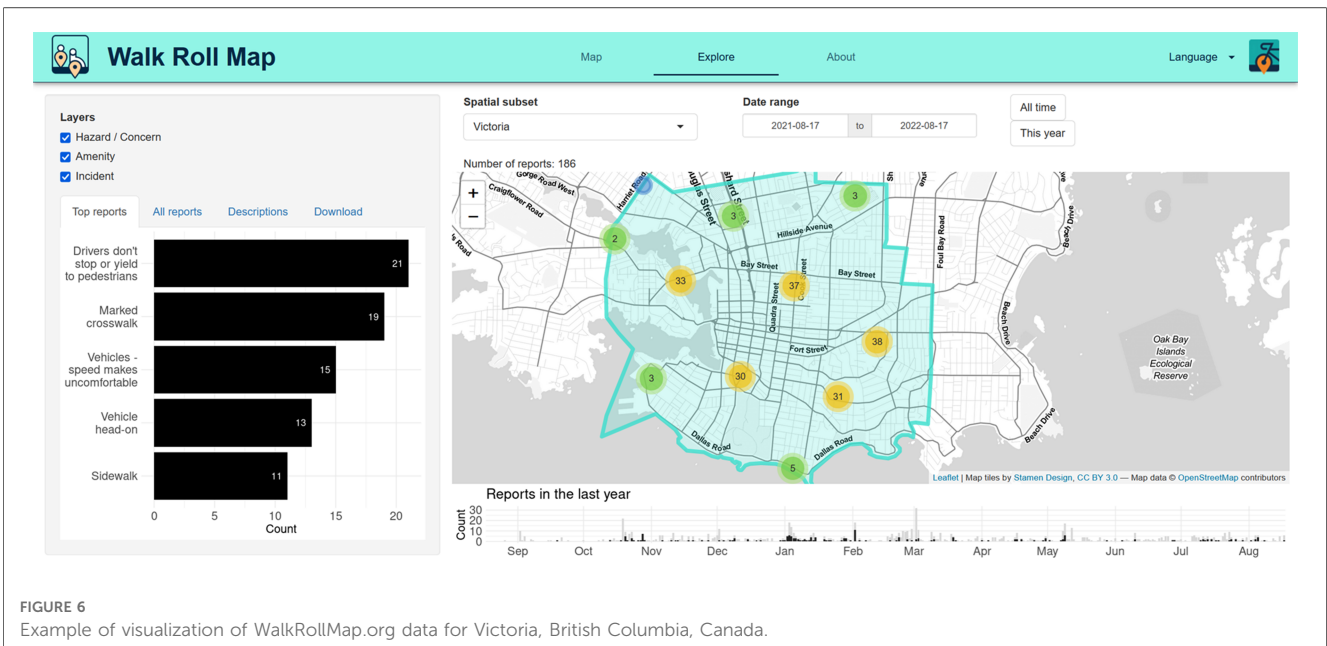 Walk Roll Map
Map
Explore
About
Language
Layers
Hazard / Concern
Amenity
Incident
Top reports
All reports
Descriptions
Download
Drivers don't
stop or yield
to pedestrians
21
Marked
crosswalk
19
Vehicles -
speed makes
uncomfortable
15
Vehicle
head-on
13
Sidewalk
11
0 5 10 15 20
Count
Spatial subset
Victoria
Date range
2021-08-17 to 2022-08-17
All time
This year
Number of reports: 186
+
−
Gorge Road West
Craigflower Road
Harriet Road
Hillside Avenue
Bay Street
Bay Street
Quadra Street
Fort Street
Foul Bay Road
Beach Drive
Beach Drive
Beach Drive
Dallas Road
Dallas Road
Oak Bay
Islands
Ecological
Reserve
3
3
2
33
37
38
3
30
31
5
Leaflet | Map tiles by Stamen Design, CC BY 3.0 — Map data © OpenStreetMap contributors
Reports in the last year
Count
30
20
10
0
Sep Oct Nov Dec Jan Feb Mar Apr May Jun Jul Aug
FIGURE 6
Example of visualization of WalkRollMap.org data for Victoria, British Columbia, Canada.